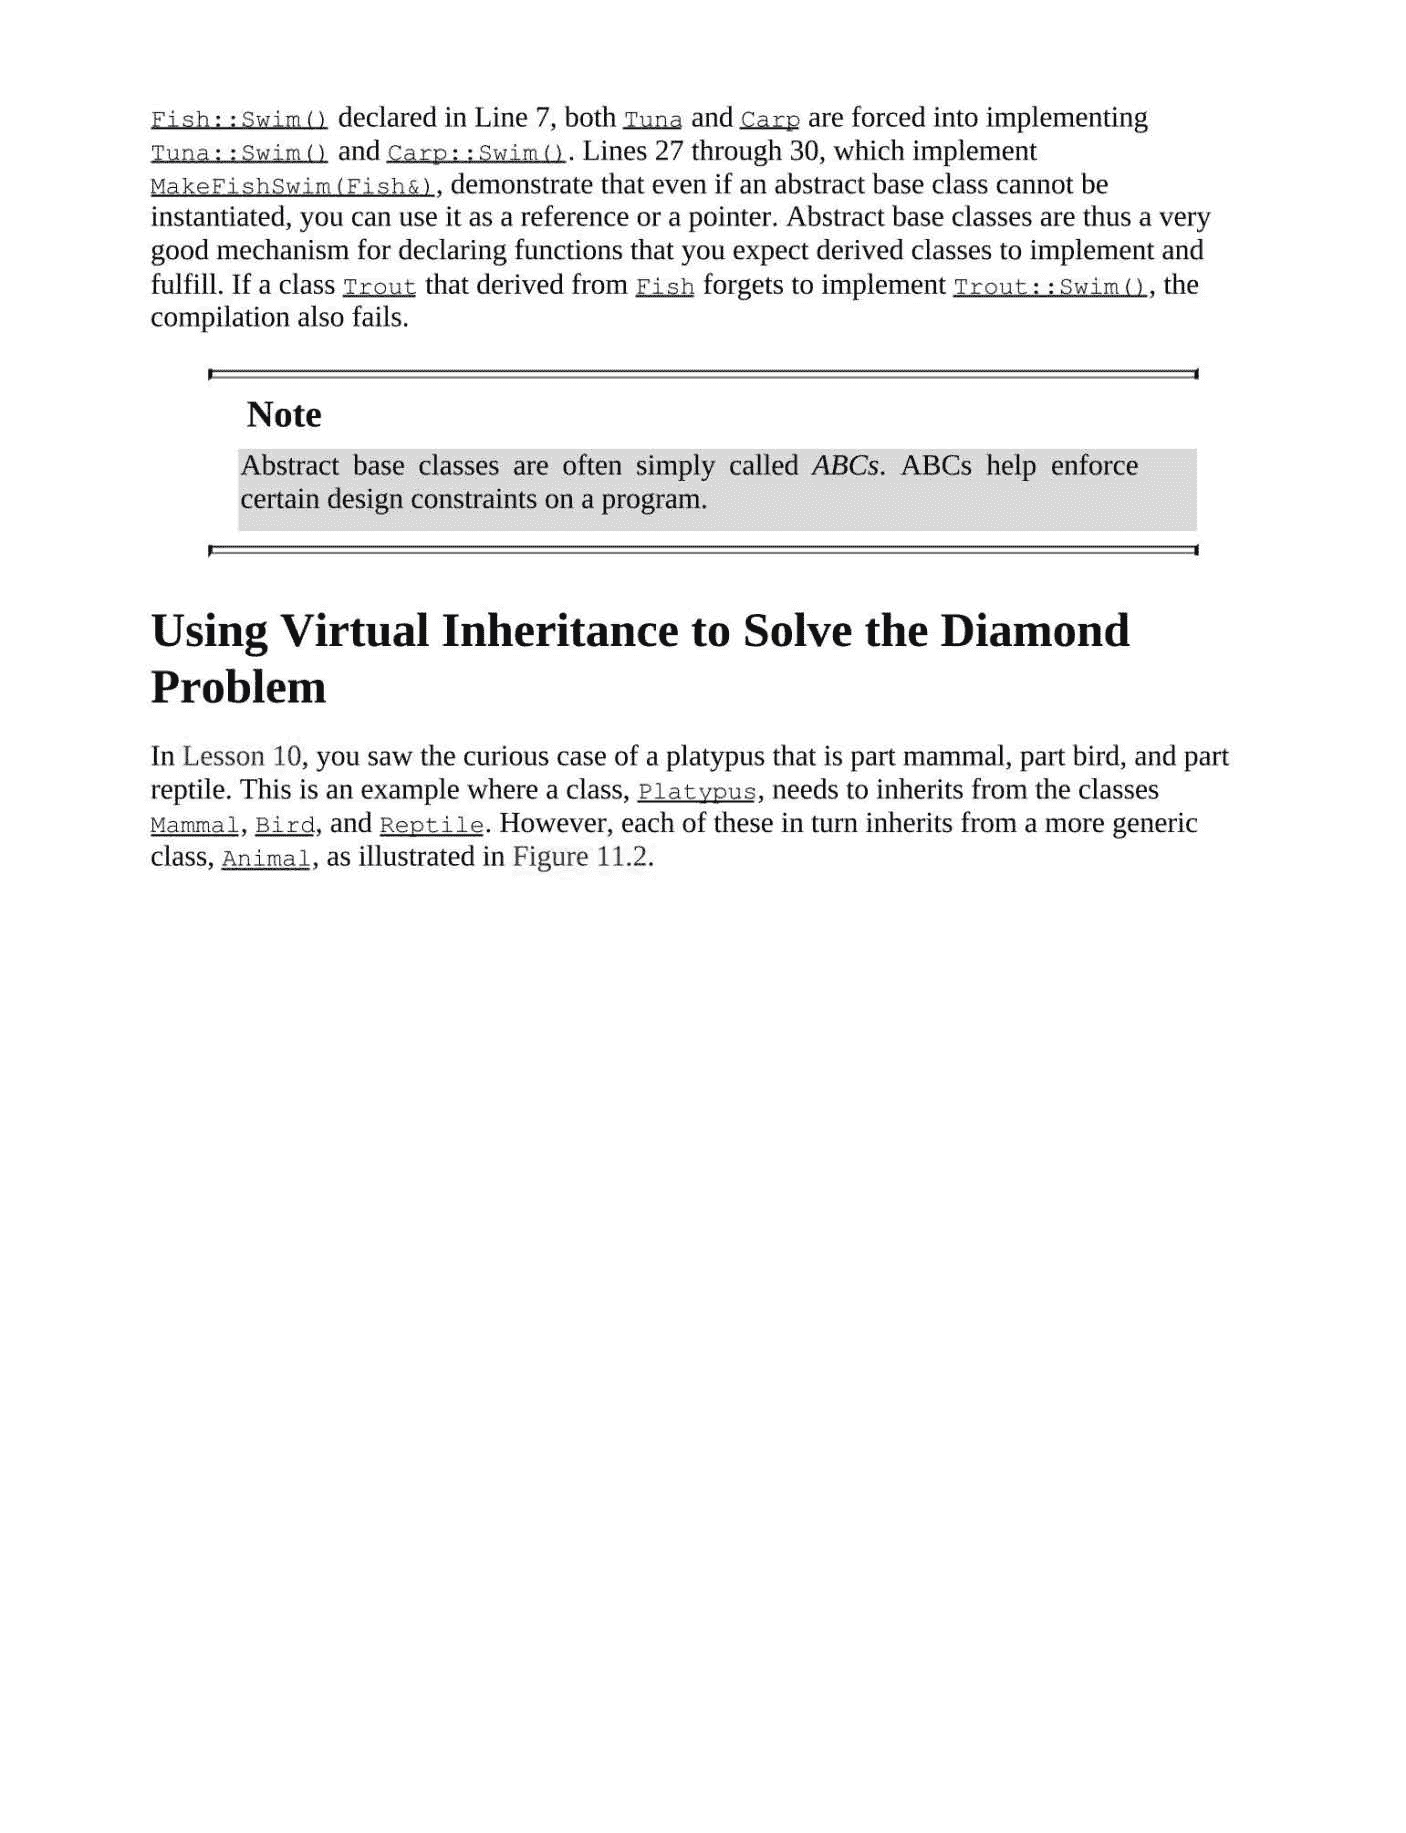 Fish::Swim() declared in Line 7, both Tuna and Carp are forced into implementing
Tuna::Swim() and Carp::Swim(). Lines 27 through 30, which implement
MakeFishSwim(Fish&), demonstrate that even if an abstract base class cannot be
instantiated, you can use it as a reference or a pointer. Abstract base classes are thus a very
good mechanism for declaring functions that you expect derived classes to implement and
fulfill. If a class Trout that derived from Fish forgets to implement Trout::Swim(), the
compilation also fails.
Note
Abstract base classes are often simply called ABCs. ABCs help enforce
certain design constraints on a program.
Using Virtual Inheritance to Solve the Diamond
Problem
In Lesson 10, you saw the curious case of a platypus that is part mammal, part bird, and part
reptile. This is an example where a class, Platypus, needs to inherits from the classes
Mammal, Bird, and Reptile. However, each of these in turn inherits from a more generic
class, Animal, as illustrated in Figure 11.2.